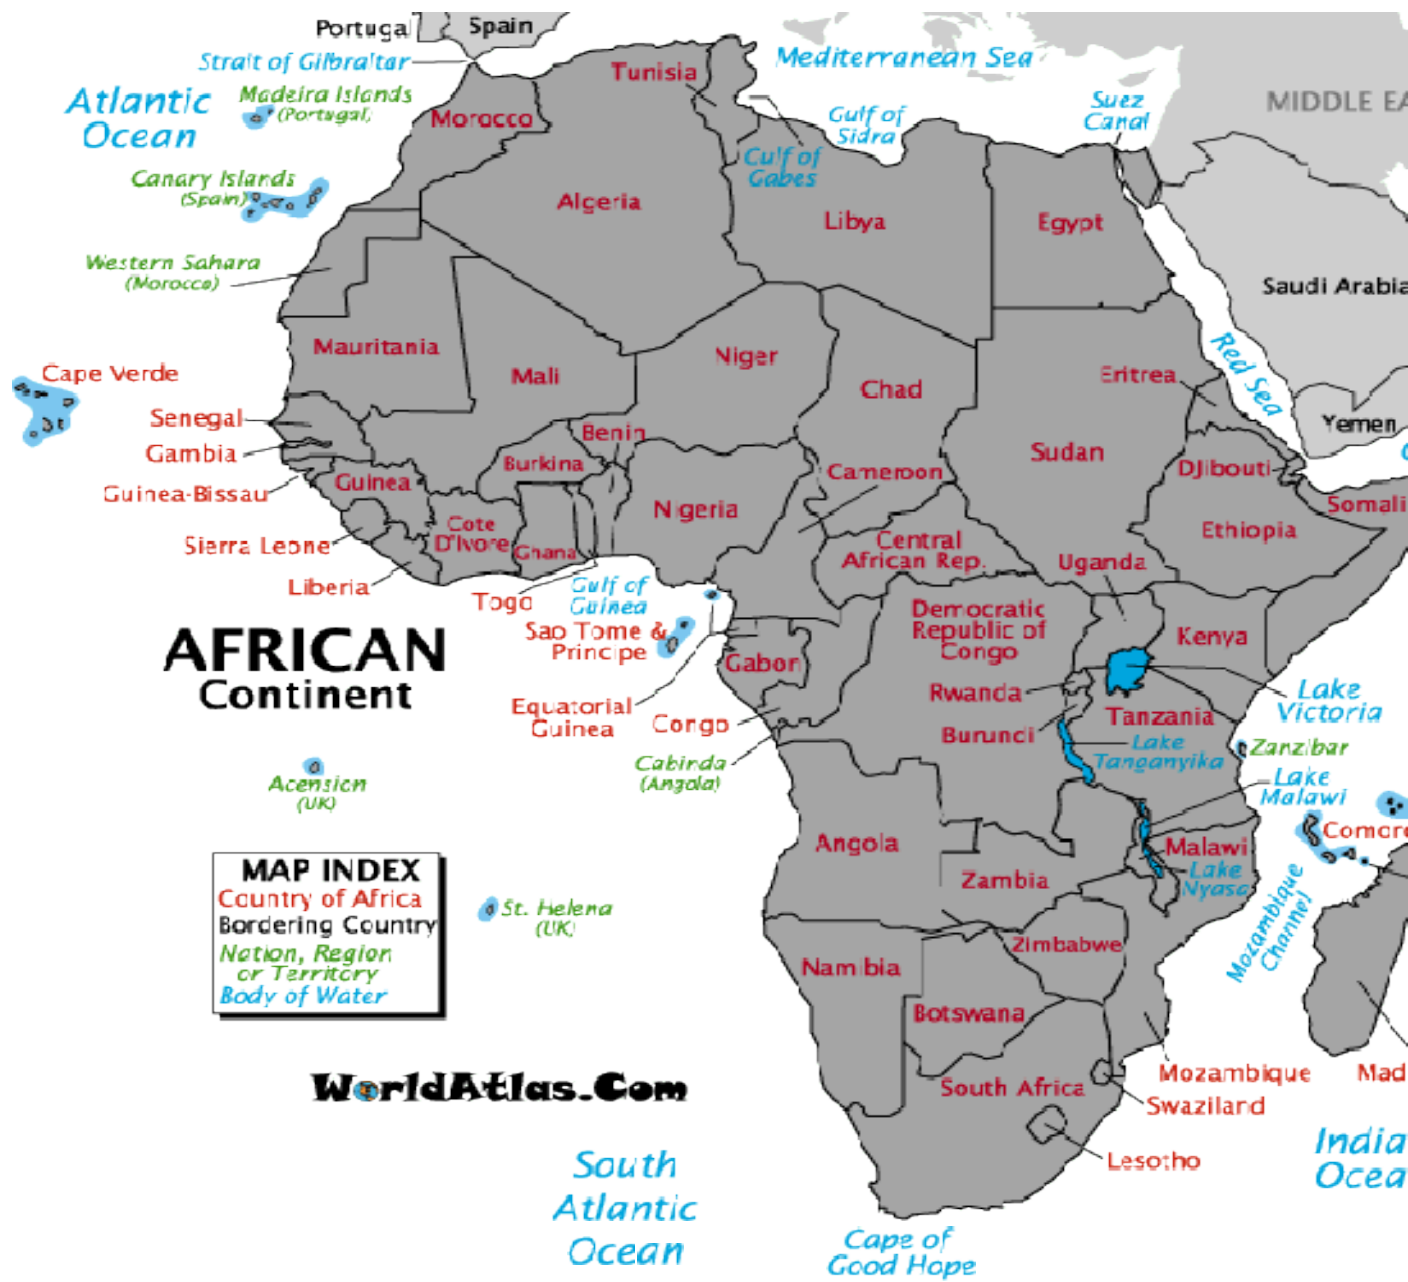 Portugal
Spain
Strait of Gilbraltar
Mediterranean Sea
Tunisia
Atlantic
Ocean
Madeira Islands
(Portugal)
Morocco
Gulf of
Sidra
Suez
Canal
MIDDLE EA
Gulf of
Gabes
Canary Islands
(Spain)
Algeria
Libya
Egypt
Western Sahara
(Morocco)
Saudi Arabia
Mauritania
Niger
Mali
Chad
Eritrea
Red Sea
Cape Verde
Senegal
Gambia
Guinea-Bissau
Benin
Burkina
Guinea
Cameroon
Sudan
Yemen
DJibouti
Somali
Nigeria
Cote
D'Ivore
Ghana
Central
African Rep.
Ethiopia
Sierra Leone
Liberia
Togo
Gulf of
Guinea
Uganda
Sao Tome &
Principe
Democratic
Republic of
Congo
Kenya
AFRICAN
Continent
Gabon
Rwanda
Lake
Victoria
Equatorial
Guinea
Congo
Burundi
Tanzania
Cabinda
(Angola)
Lake
Tanganyika
Zanzibar
Acension
(UK)
Lake
Malawi
Comoro
Angola
Malawi
Zambia
Lake
Nyasa
MAP INDEX
Country of Africa
Bordering Country
Nation, Region
or Territory
Body of Water
St. Helena
(UK)
Mozambique
Channel
Zimbabwe
Namibia
Botswana
WorldAtlas.Com
South Africa
Mozambique
Mad
Swaziland
Lesotho
India
Ocea
South
Atlantic
Ocean
Cape of
Good Hope